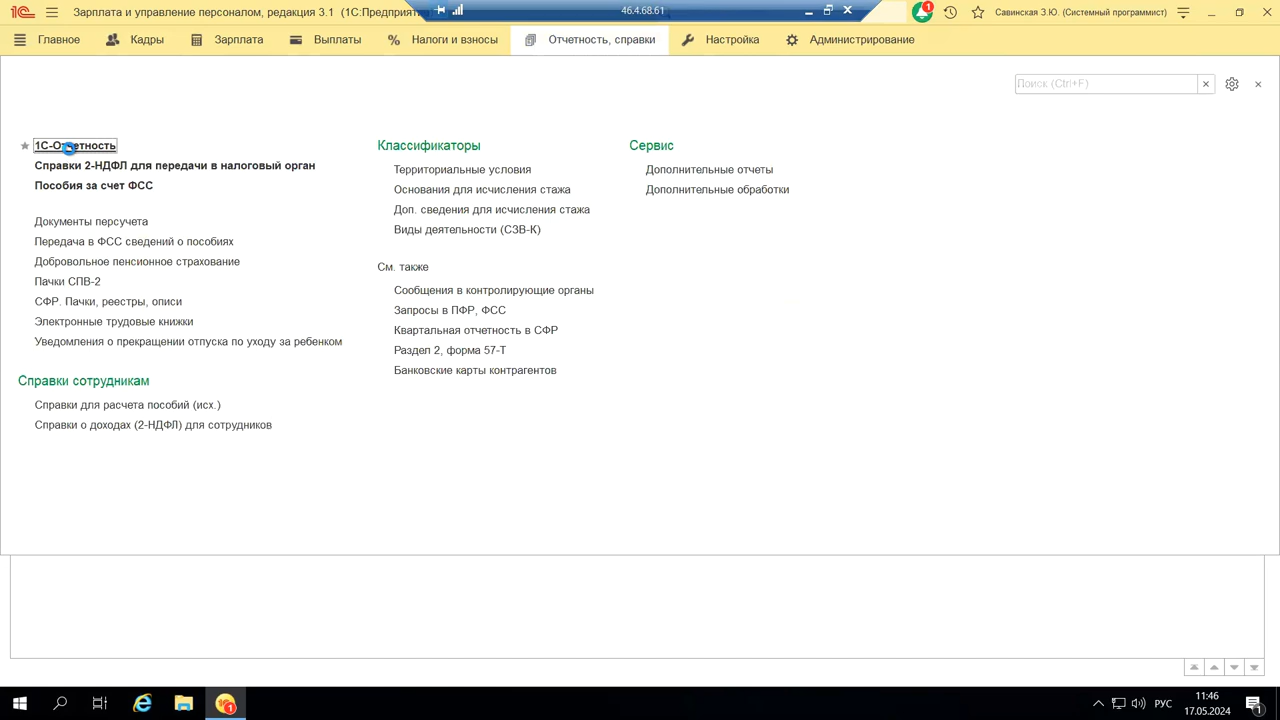 Зарплата и управление персоналом, редакция 3.1 (1С:Предприят
46.4.68.61
1
Савинская З.Ю. (Системный программист)
Главное
Кадры
Зарплата
Выплаты
Налоги и взносы
Отчетность, справки
Настройка
Администрирование
Поиск (Ctrl+F)
1С-Отчетность
Справки 2-НДФЛ для передачи в налоговый орган
Пособия за счет ФСС
Документы персучета
Передача в ФСС сведений о пособиях
Добровольное пенсионное страхование
Пачки СПВ-2
СФР. Пачки, реестры, описи
Электронные трудовые книжки
Уведомления о прекращении отпуска по уходу за ребенком
Справки сотрудникам
Справки для расчета пособий (исх.)
Справки о доходах (2-НДФЛ) для сотрудников
Классификаторы
Территориальные условия
Основания для исчисления стажа
Доп. сведения для исчисления стажа
Виды деятельности (СЗВ-К)
См. также
Сообщения в контролирующие органы
Запросы в ПФР, ФСС
Квартальная отчетность в СФР
Раздел 2, форма 57-Т
Банковские карты контрагентов
Сервис
Дополнительные отчеты
Дополнительные обработки
1
РУС
11:46
17.05.2024
1